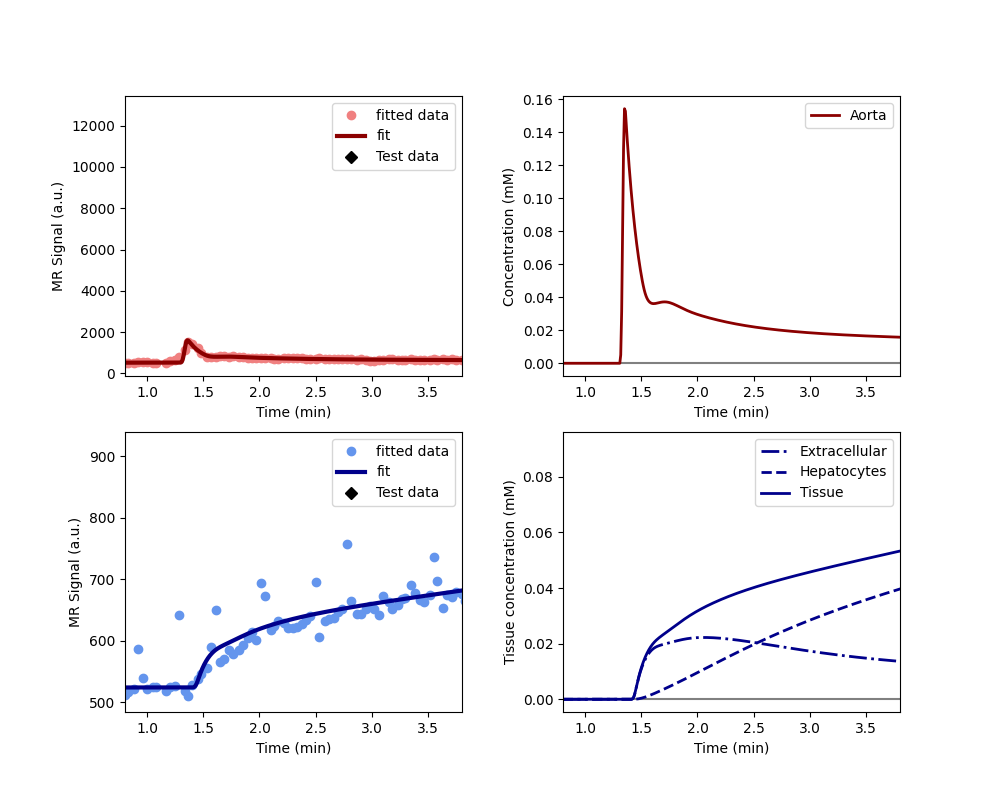 12000
10000
8000
6000
4000
2000
0
MR Signal (a.u.)
1.0 1.5 2.0 2.5 3.0 3.5
Time (min)
fitted data
fit
Test data
0.16
0.14
0.12
0.10
0.08
0.06
0.04
0.02
0.00
Concentration (mM)
1.0 1.5 2.0 2.5 3.0 3.5
Time (min)
Aorta
900
800
700
600
500
MR Signal (a.u.)
1.0 1.5 2.0 2.5 3.0 3.5
Time (min)
fitted data
fit
Test data
0.08
0.06
0.04
0.02
0.00
Tissue concentration (mM)
1.0 1.5 2.0 2.5 3.0 3.5
Time (min)
Extracellular
Hepatocytes
Tissue